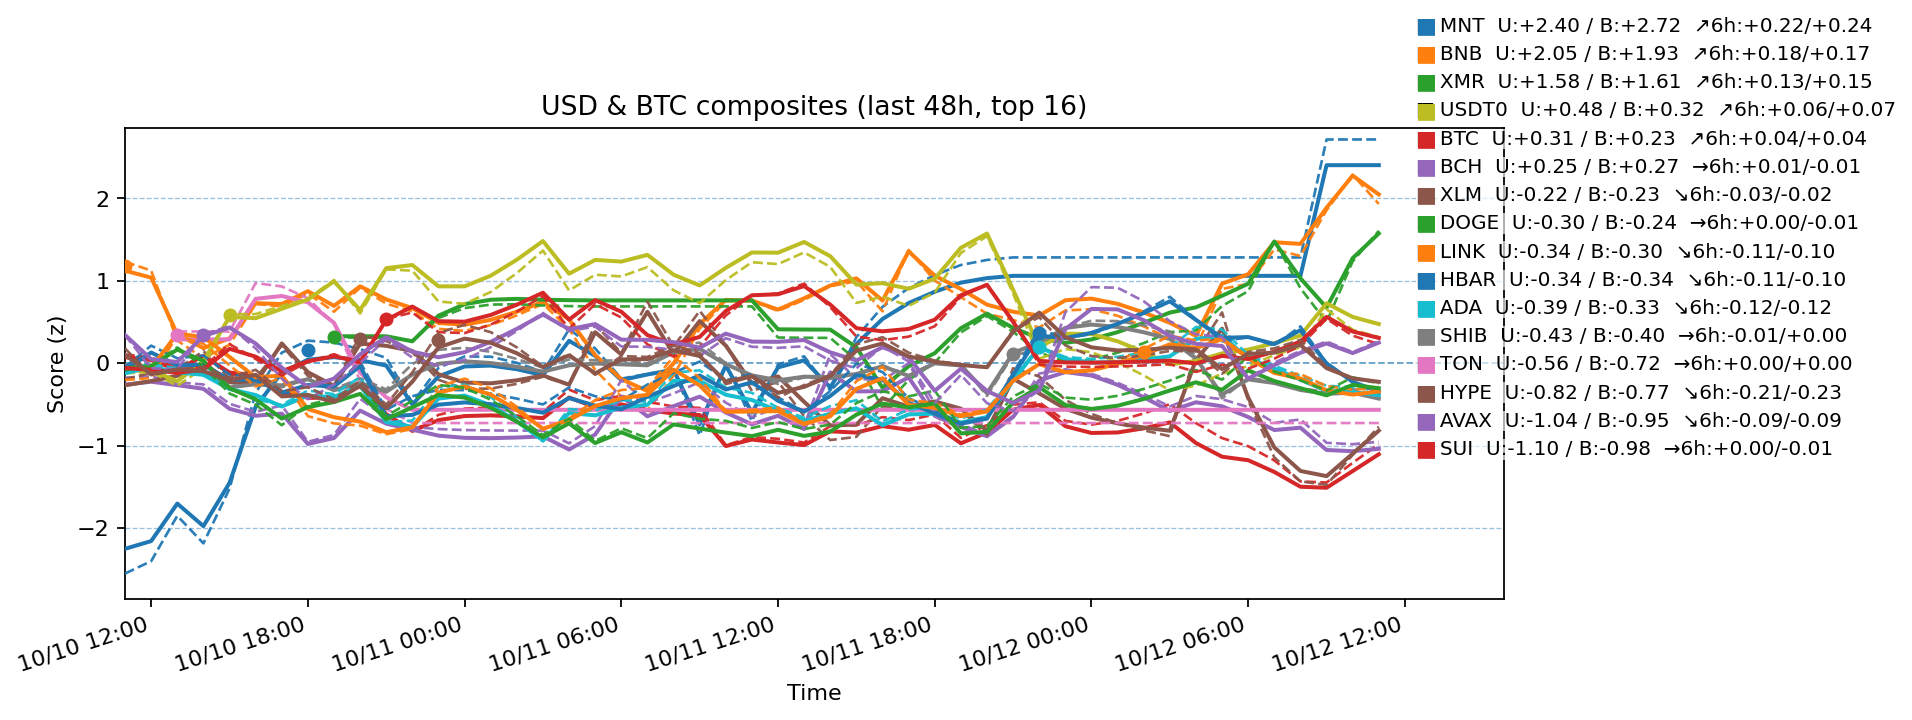 MNT  U:+2.40 / B:+2.72  ↗6h:+0.22/+0.24
BNB  U:+2.05 / B:+1.93  ↗6h:+0.18/+0.17
XMR  U:+1.58 / B:+1.61  ↗6h:+0.13/+0.15
USDT0  U:+0.48 / B:+0.32  ↗6h:+0.06/+0.07
BTC  U:+0.31 / B:+0.23  ↗6h:+0.04/+0.04
BCH  U:+0.25 / B:+0.27  →6h:+0.01/-0.01
XLM  U:-0.22 / B:-0.23  ↘6h:-0.03/-0.02
DOGE  U:-0.30 / B:-0.24  →6h:+0.00/-0.01
LINK  U:-0.34 / B:-0.30  ↘6h:-0.11/-0.10
HBAR  U:-0.34 / B:-0.34  ↘6h:-0.11/-0.10
ADA  U:-0.39 / B:-0.33  ↘6h:-0.12/-0.12
SHIB  U:-0.43 / B:-0.40  →6h:-0.01/+0.00
TON  U:-0.56 / B:-0.72  →6h:+0.00/+0.00
HYPE  U:-0.82 / B:-0.77  ↘6h:-0.21/-0.23
AVAX  U:-1.04 / B:-0.95  ↘6h:-0.09/-0.09
SUI  U:-1.10 / B:-0.98  →6h:+0.00/-0.01
USD & BTC composites (last 48h, top 16)
Score (z)
2
1
0
−1
−2
10/10 12:00
10/10 18:00
10/11 00:00
10/11 06:00
10/11 12:00
10/11 18:00
10/12 00:00
10/12 06:00
10/12 12:00
Time